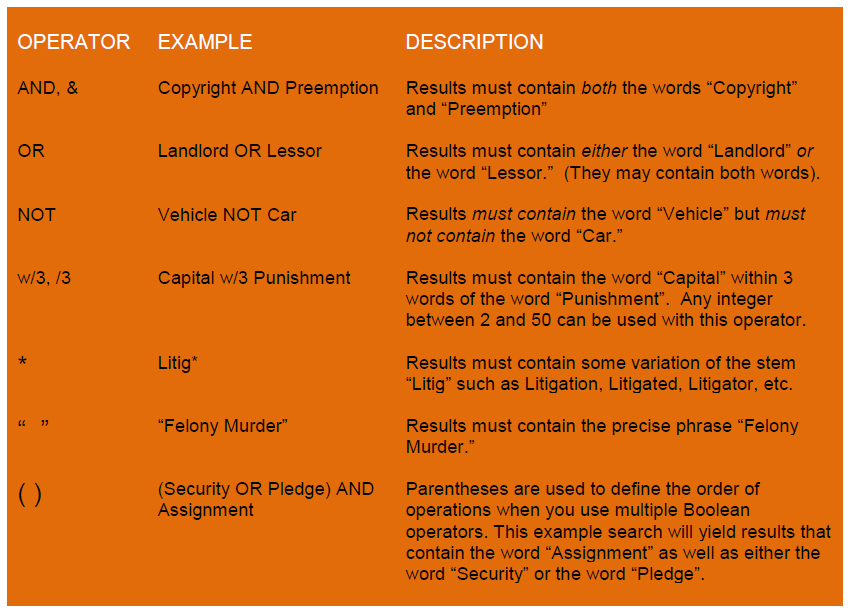 OPERATOR EXAMPLE DESCRIPTION
AND, & Copyright AND Preemption Results must contain both the words “Copyright”
and “Preemption”
OR Landlord OR Lessor Results must contain either the word “Landlord” or
the word “Lessor.” (They may contain both words).
NOT Vehicle NOT Car Results must contain the word “Vehicle” but must
not contain the word “Car.”
w/3, /3 Capital w/3 Punishment Results must contain the word “Capital” within 3
words of the word “Punishment”. Any integer
between 2 and 50 can be used with this operator.
* Litig* Results must contain some variation of the stem
“Litig” such as Litigation, Litigated, Litigator, etc.
“ ” “Felony Murder” Results must contain the precise phrase “Felony
Murder.”
( ) (Security OR Pledge) AND Parentheses are used to define the order of
Assignment operations when you use multiple Boolean
operators. This example search will yield results that
contain the word “Assignment” as well as either the
word “Security” or the word “Pledge”.